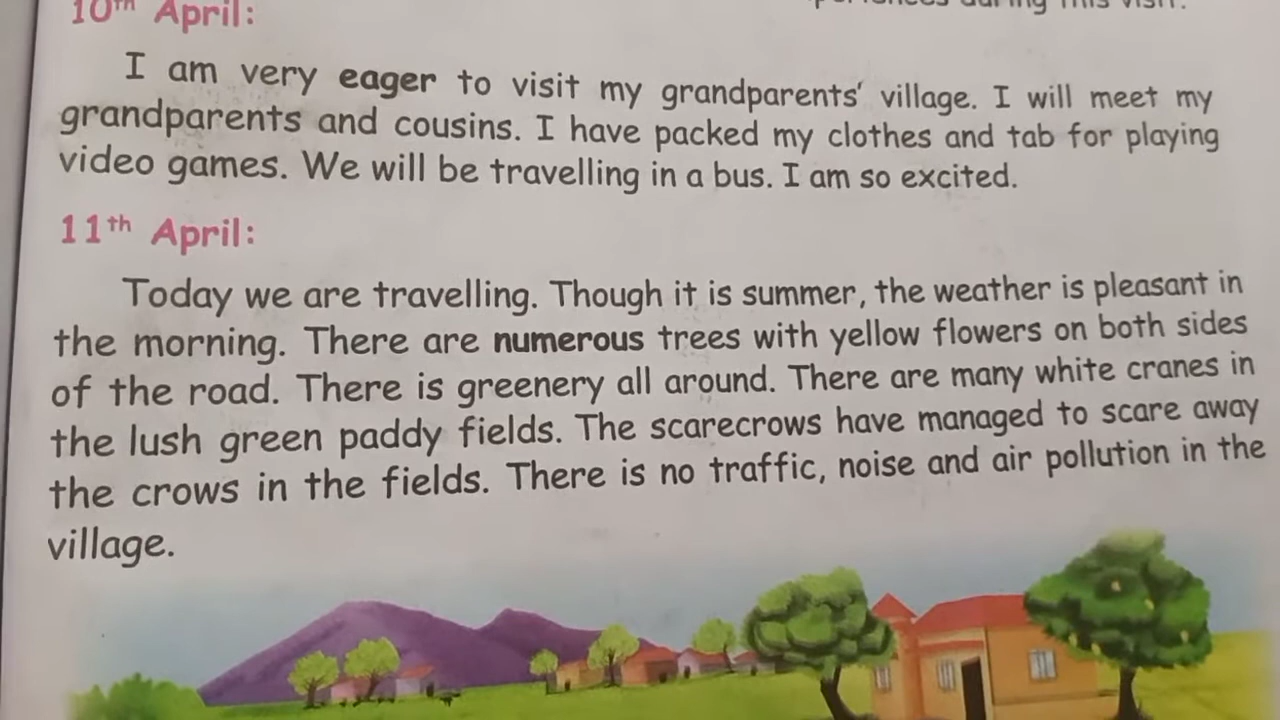 10th April:
during this visit.
I am very eager to visit my grandparents' village. I will meet my
grandparents and cousins. I have packed my clothes and tab for playing
video games. We will be travelling in a bus. I am so excited.
11th April:
Today we are travelling. Though it is summer, the weather is pleasant in
the morning. There are numerous trees with yellow flowers on both sides
of the road. There is greenery all around. There are many white cranes in
the lush green paddy fields. The scarecrows have managed to scare away
the crows in the fields. There is no traffic, noise and air pollution in the
village.